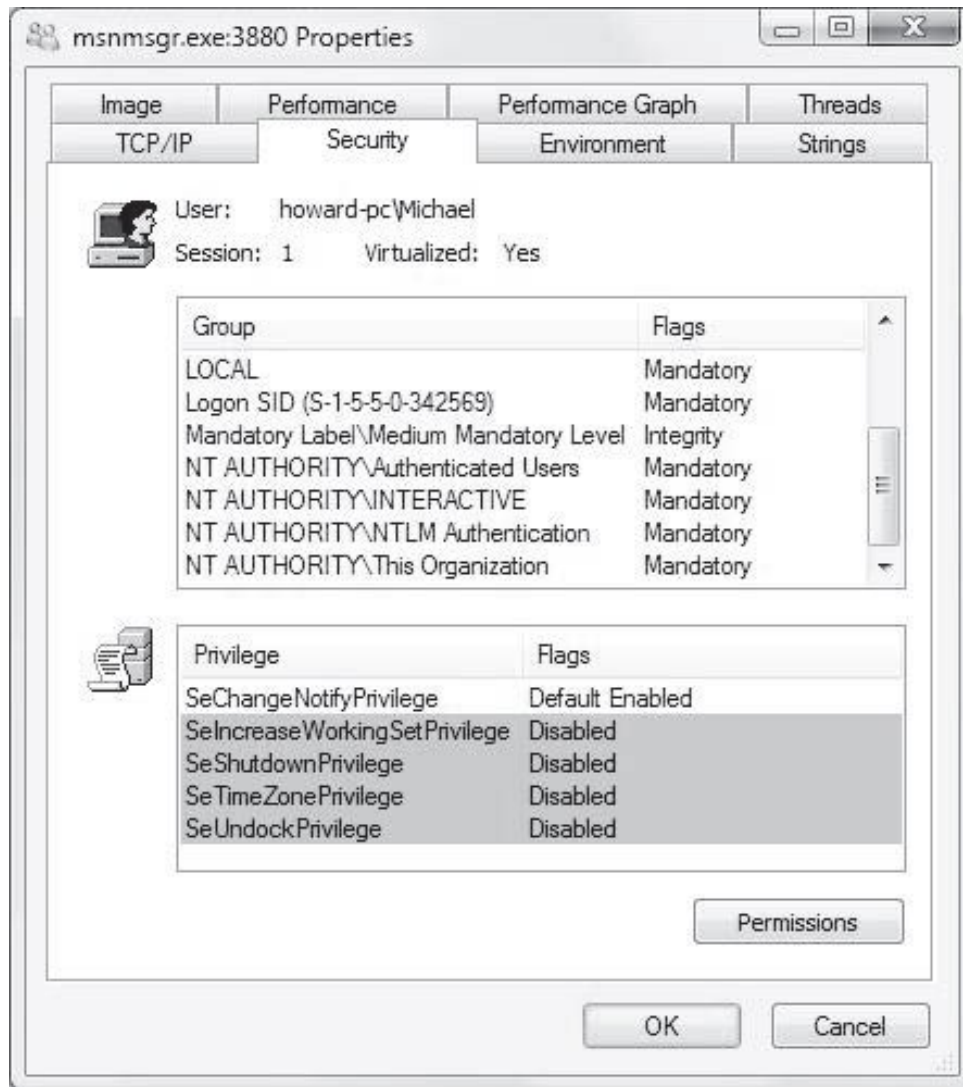 msnmsgr.exe:3880 Properties
Image Performance Performance Graph Threads
TCP/IP Security Environment Strings
User: howard-pc\Michael
Session: 1 Virtualized: Yes
Group Flags
LOCAL Mandatory
Logon SID (S-1-5-5-0-342569) Mandatory
Mandatory Label\Medium Mandatory Level Integrity
NT AUTHORITY\Authenticated Users Mandatory
NT AUTHORITY\INTERACTIVE Mandatory
NT AUTHORITY\NTLM Authentication Mandatory
NT AUTHORITY\This Organization Mandatory
Privilege Flags
SeChangeNotifyPrivilege Default Enabled
SeIncreaseWorkingSetPrivilege Disabled
SeShutdownPrivilege Disabled
SeTimeZonePrivilege Disabled
SeUndockPrivilege Disabled
Permissions
OK Cancel